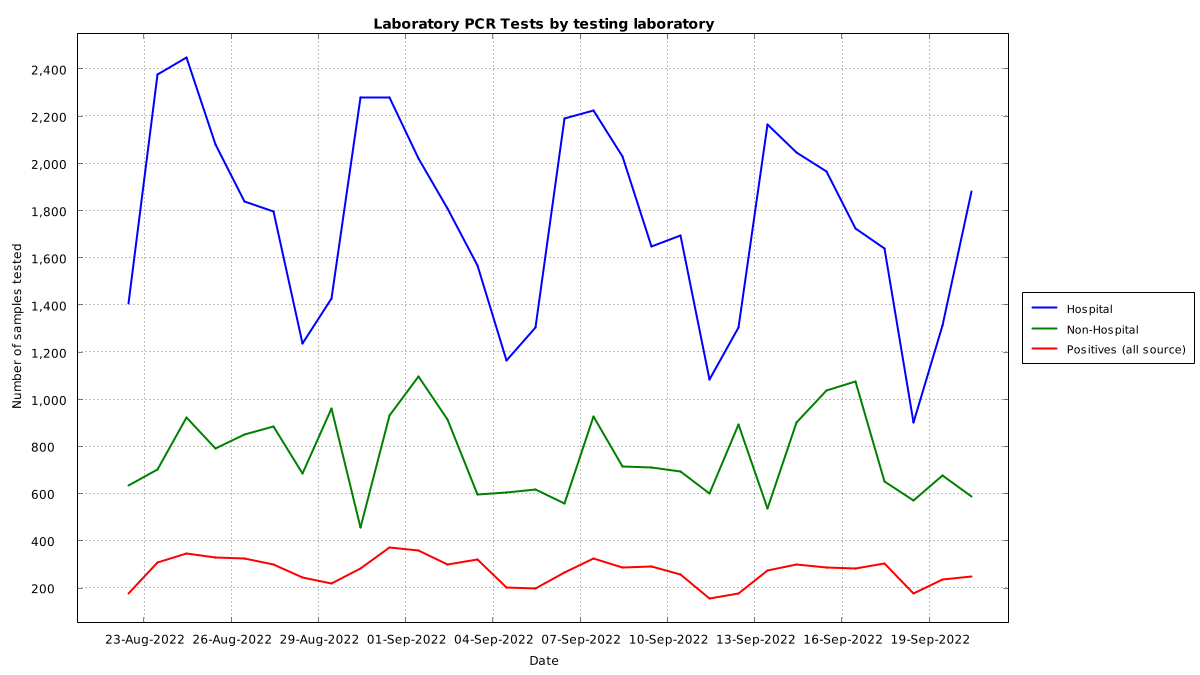 Laboratory PCR Tests by testing laboratory
2,400
2,200
2,000
1,800
1,600
1,400
1,200
1,000
800
600
400
200
Number of samples tested
23-Aug-2022 26-Aug-2022 29-Aug-2022 01-Sep-2022 04-Sep-2022 07-Sep-2022 10-Sep-2022 13-Sep-2022 16-Sep-2022 19-Sep-2022
Date
Hospital
Non-Hospital
Positives (all source)